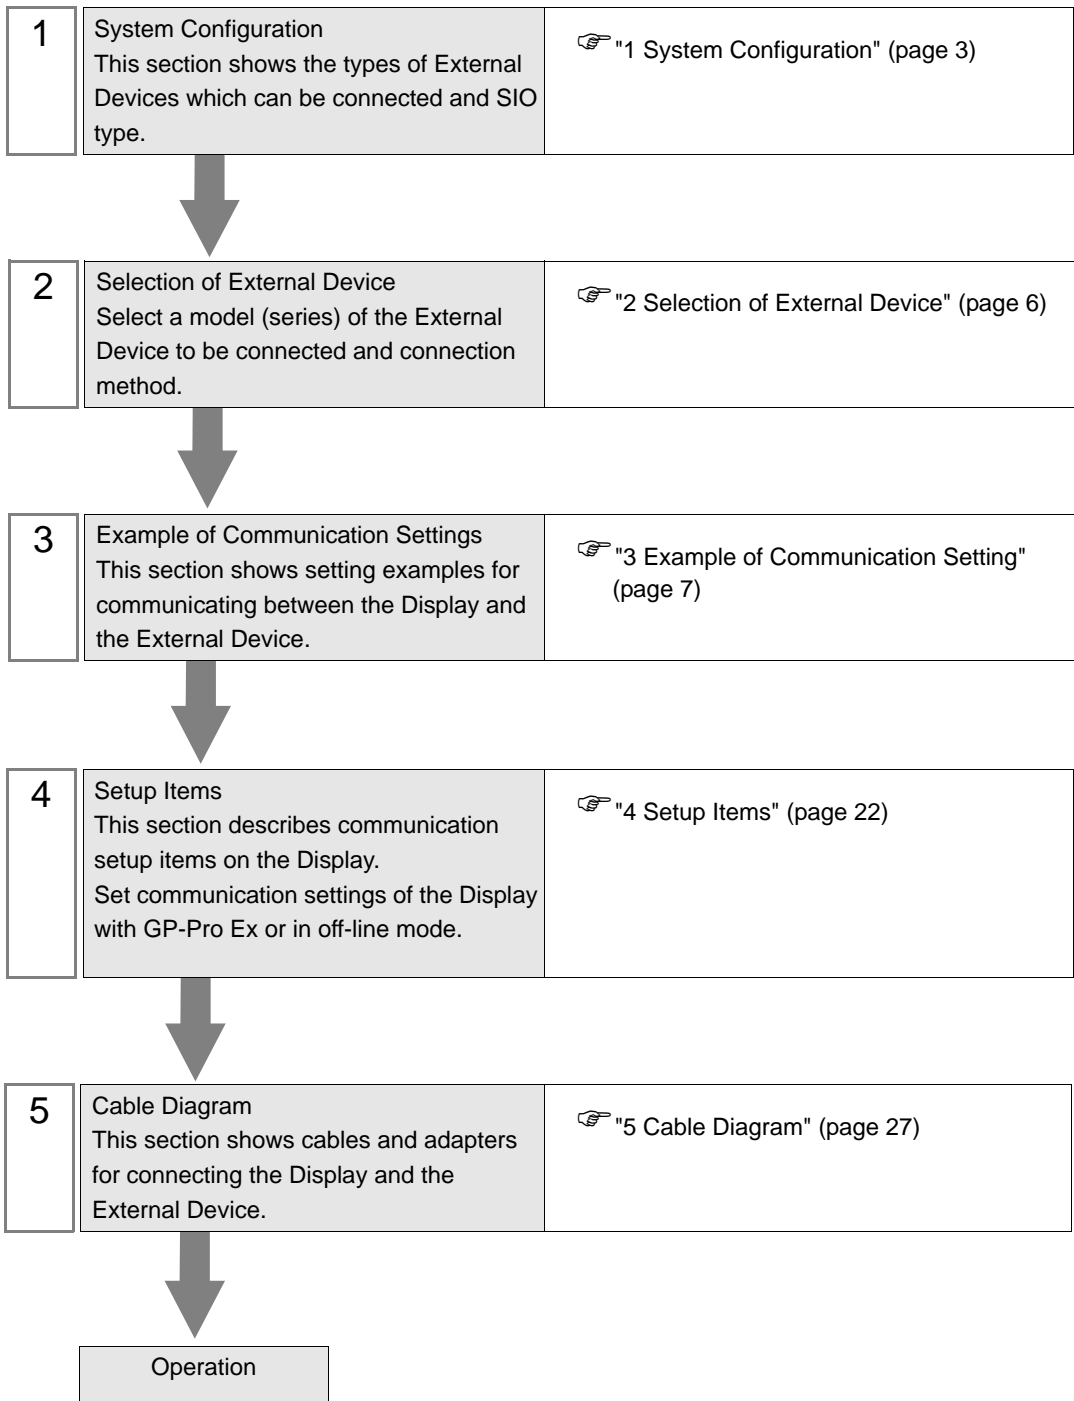 1
System Configuration
This section shows the types of External
Devices which can be connected and SIO
type.
"1 System Configuration" (page 3)
2
Selection of External Device
Select a model (series) of the External
Device to be connected and connection
method.
"2 Selection of External Device" (page 6)
3
Example of Communication Settings
This section shows setting examples for
communicating between the Display and
the External Device.
"3 Example of Communication Setting"
(page 7)
4
Setup Items
This section describes communication
setup items on the Display.
Set communication settings of the Display
with GP-Pro Ex or in off-line mode.
"4 Setup Items" (page 22)
5
Cable Diagram
This section shows cables and adapters
for connecting the Display and the
External Device.
"5 Cable Diagram" (page 27)
Operation